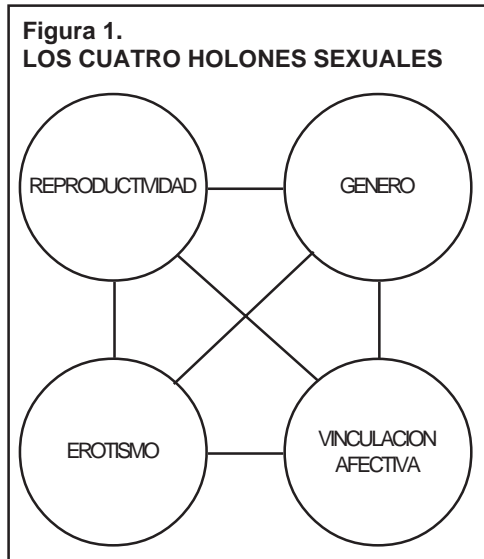 Figura 1.
LOS CUATRO HOLONES SEXUALES
REPRODUCTIVIDAD
GENERO
EROTISMO
VINCULACION
AFECTIVA